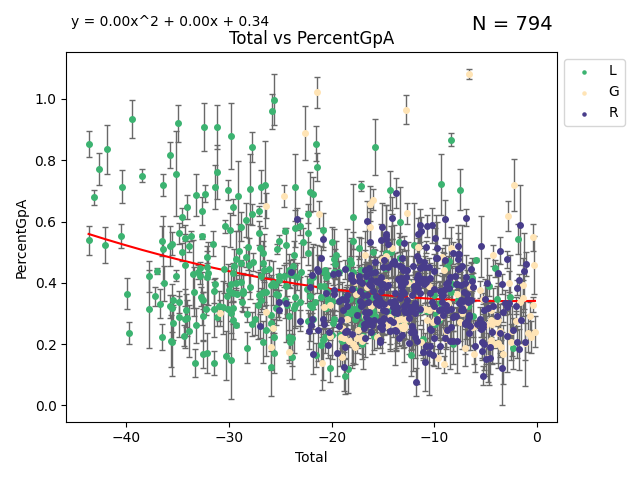 y = 0.00x^2 + 0.00x + 0.34
N = 794
Total vs PercentGpA
L
G
R
PercentGpA
1.0
0.8
0.6
0.4
0.2
0.0
−40
−30
−20
−10
0
Total